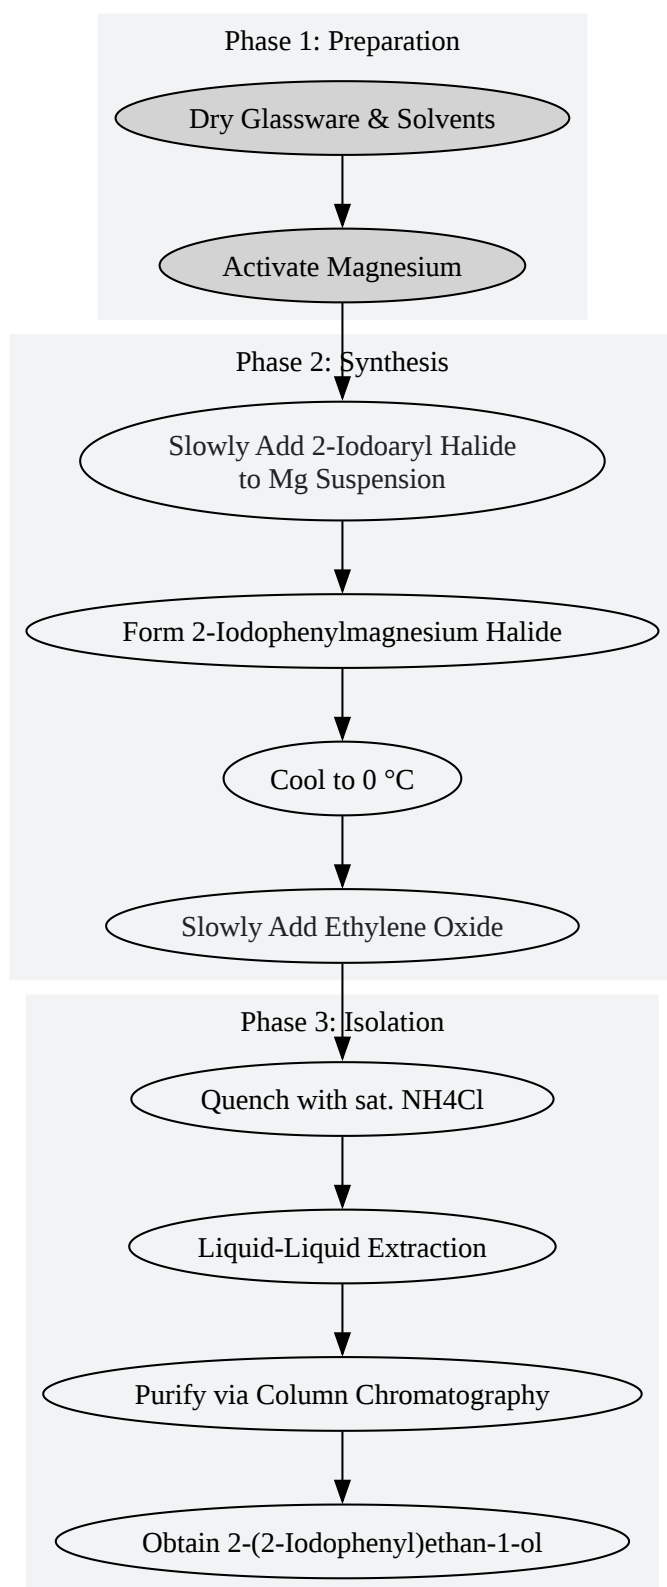 Phase 1: Preparation
Dry Glassware & Solvents
Activate Magnesium
Phase 2: Synthesis
Slowly Add 2-Iodoaryl Halide
to Mg Suspension
Form 2-Iodophenylmagnesium Halide
Cool to 0 °C
Slowly Add Ethylene Oxide
Phase 3: Isolation
Quench with sat. NH4Cl
Liquid-Liquid Extraction
Purify via Column Chromatography
Obtain 2-(2-Iodophenyl)ethan-1-ol